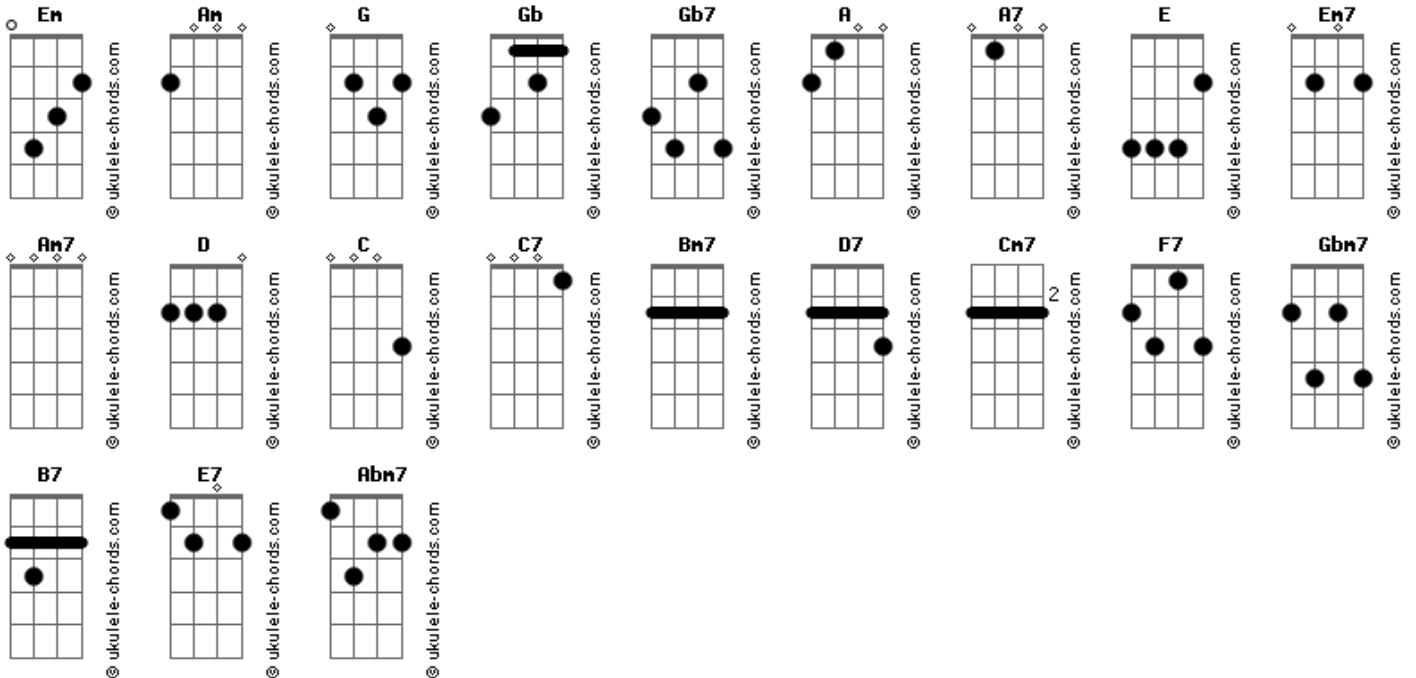 Em Am G Gb Gb7 A A7 E Em7
© ukulele-chords.com © ukulele-chords.com © ukulele-chords.com © ukulele-chords.com © ukulele-chords.com © ukulele-chords.com © ukulele-chords.com © ukulele-chords.com © ukulele-chords.com
Am7 D C C7 Bm7 D7 Cm7 F7 Gbm7
2
© ukulele-chords.com © ukulele-chords.com © ukulele-chords.com © ukulele-chords.com © ukulele-chords.com © ukulele-chords.com © ukulele-chords.com © ukulele-chords.com © ukulele-chords.com
B7 E7 Abm7
© ukulele-chords.com © ukulele-chords.com © ukulele-chords.com